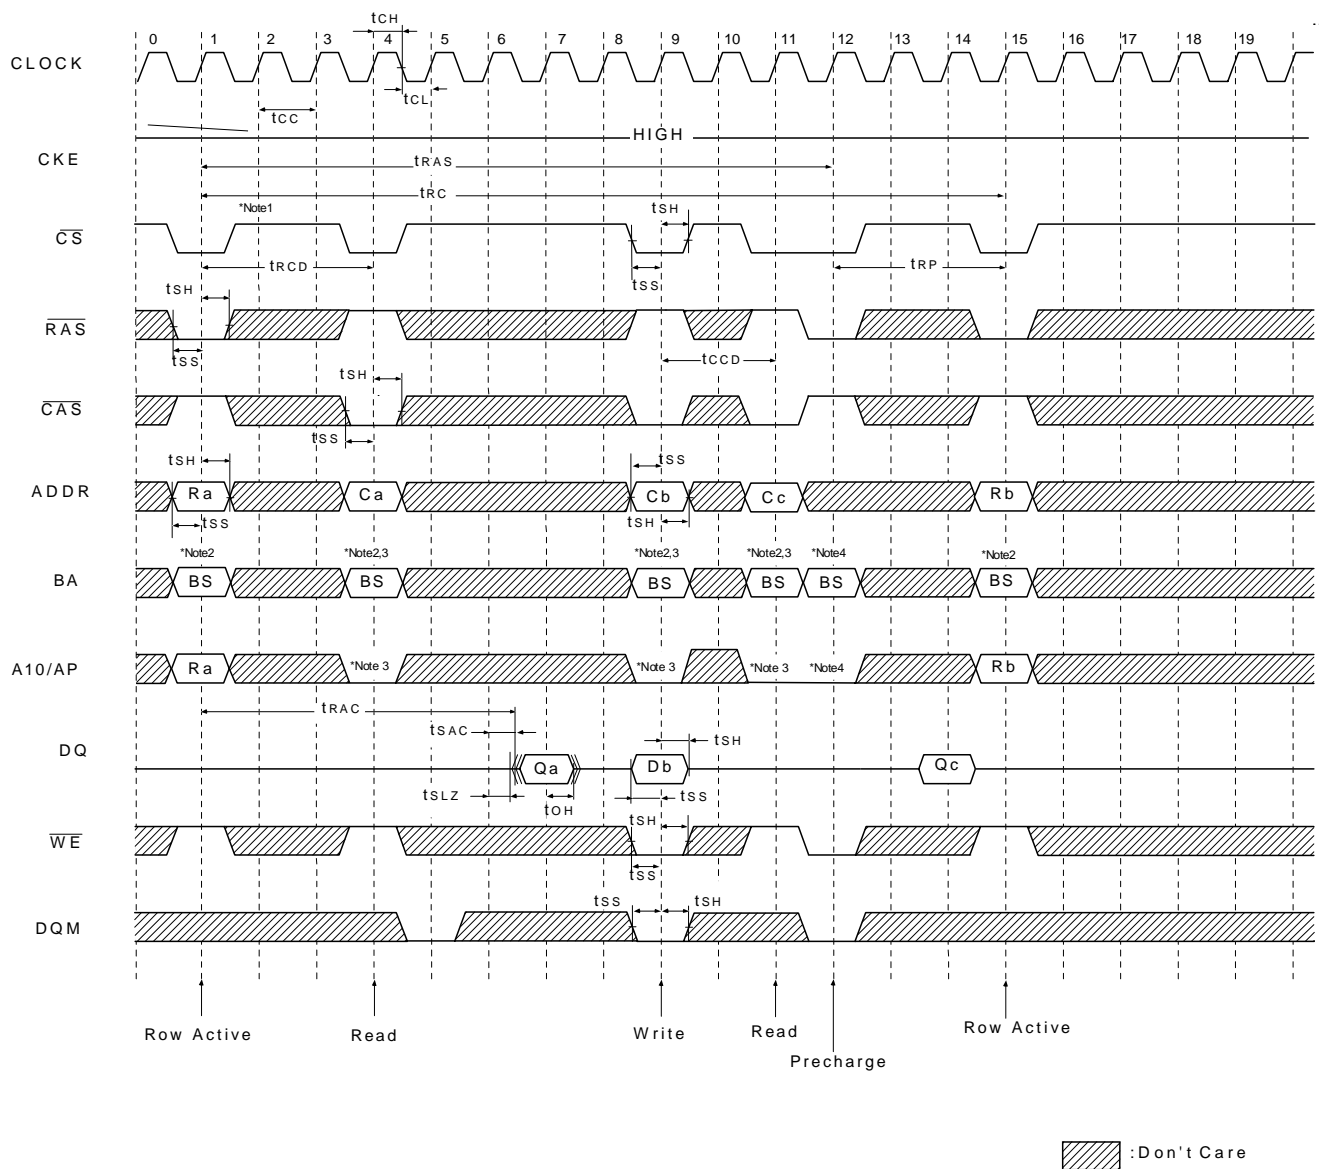 tCH
0 1 2 3 4 5 6 7 8 9 10 11 12 13 14 15 16 17 18 19
CLOCK
tCL
tCC
HIGH
CKE
tRAS
tRC
*Note1
tSH
CS
tRCD
tRP
tSS
tSH
RAS
tSS
tCCD
tSH
CAS
tSS
tSH
tSS
ADDR
Ra Ca Cb Cc Rb
tSS
tSH
*Note2 *Note2,3 *Note2,3 *Note2,3 *Note4 *Note2
BA
BS BS BS BS BS BS
A10/AP
Ra *Note 3 *Note 3 *Note 3 *Note4 Rb
tRAC
tSAC
tSH
DQ
Qa Db Qc
tSLZ
tOH
tSS
tSH
WE
tSS
tSS
tSH
DQM
Row Active Read Write Read Row Active
Precharge
:Don't Care